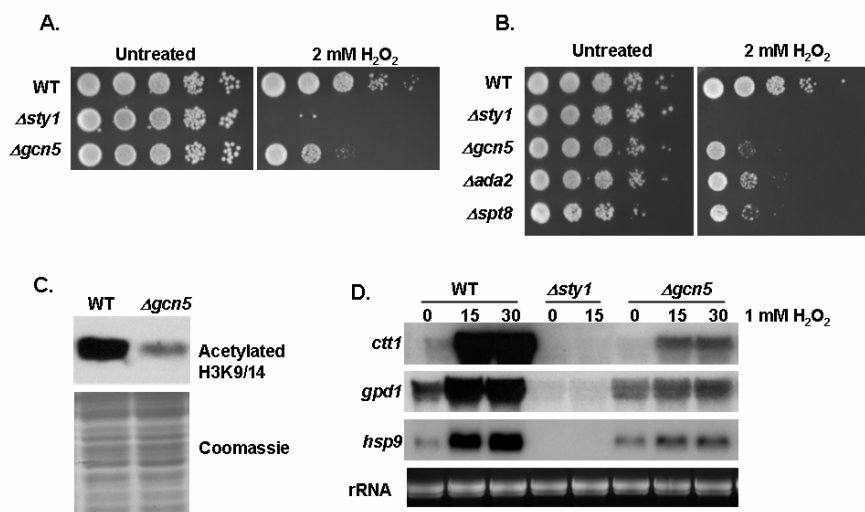 A.
Untreated 2 mM H₂O₂
WT
Δsty1
Δgcn5
B.
Untreated 2 mM H₂O₂
WT
Δsty1
Δgcn5
Δada2
Δspt8
C.
WT Δgcn5
Acetylated
H3K9/14
Coomassie
D.
WT Δsty1 Δgcn5
0 15 30 0 15 0 15 30 1 mM H₂O₂
ctt1
gpd1
hsp9
rRNA